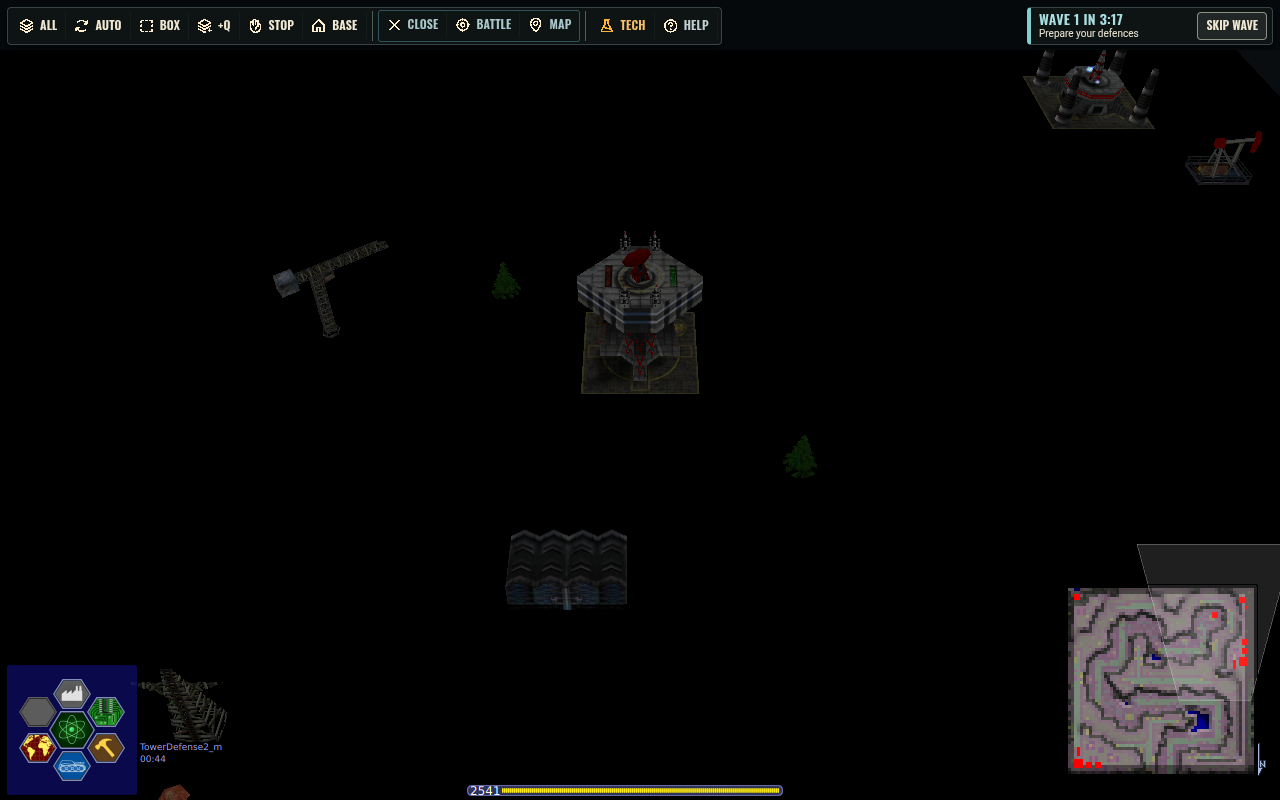 ALL AUTO BOX +Q STOP BASE CLOSE BATTLE MAP TECH HELP
WAVE 1 IN 3:17
Prepare your defences
SKIP WAVE
TowerDefense2_m
00:44
2541
N